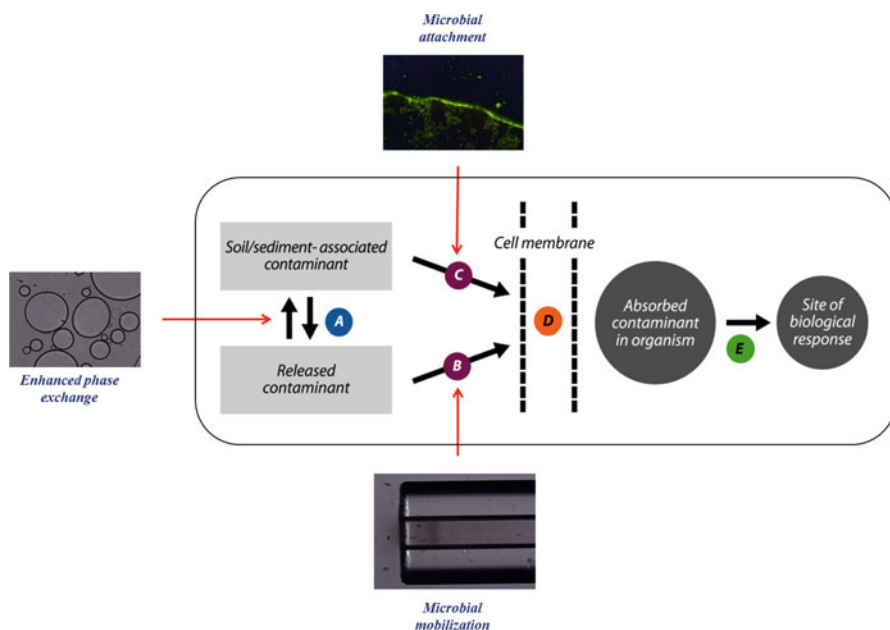 Microbial
attachment
Soil/sediment- associated
contaminant
Cell membrane
C
A
D
Absorbed
contaminant
in organism
Site of
biological
response
E
Enhanced phase
exchange
Released
contaminant
B
Microbial
mobilization